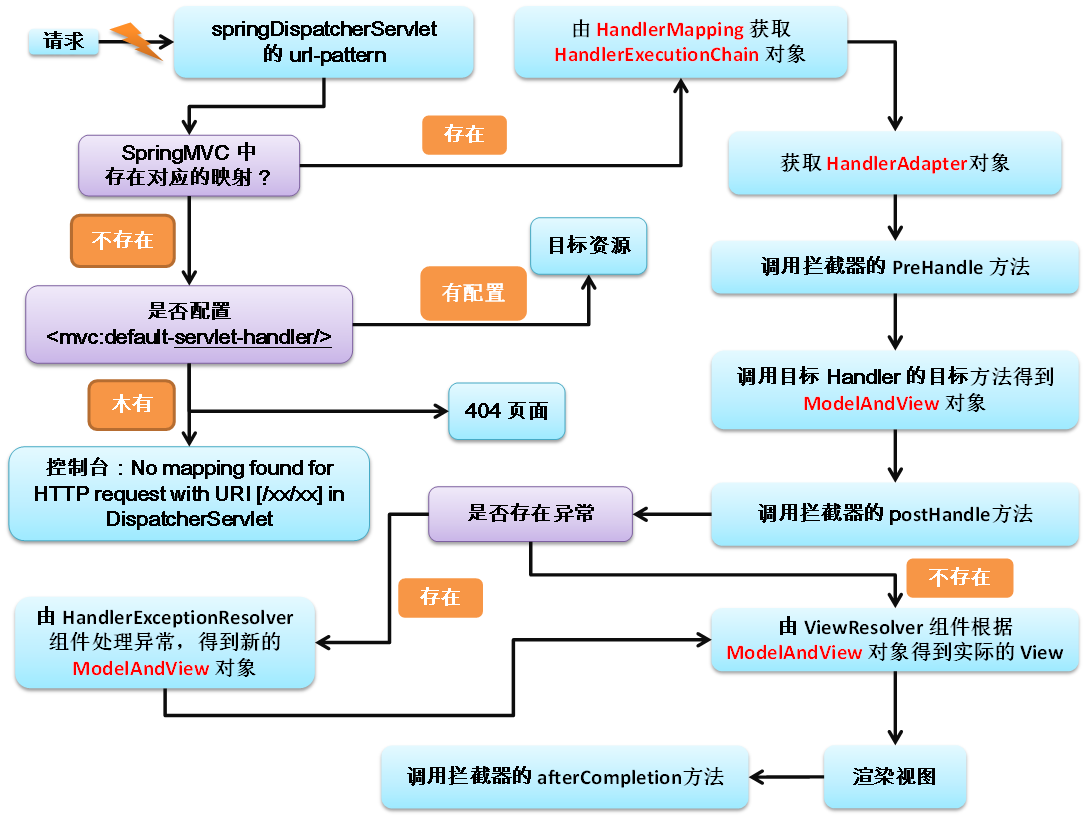 请求
springDispatcherServlet
的 url-pattern
由 HandlerMapping 获取
HandlerExecutionChain 对象
存在
SpringMVC 中
存在对应的映射？
获取 HandlerAdapter对象
不存在
目标资源
调用拦截器的 PreHandle 方法
有配置
是否配置
<mvc:default-servlet-handler/>
调用目标 Handler 的目标方法得到
ModelAndView 对象
木有
404 页面
控制台：No mapping found for
HTTP request with URI [/xx/xx] in
DispatcherServlet
是否存在异常
调用拦截器的 postHandle方法
存在
不存在
由 HandlerExceptionResolver
组件处理异常，得到新的
ModelAndView 对象
由 ViewResolver 组件根据
ModelAndView 对象得到实际的 View
调用拦截器的 afterCompletion方法
渲染视图